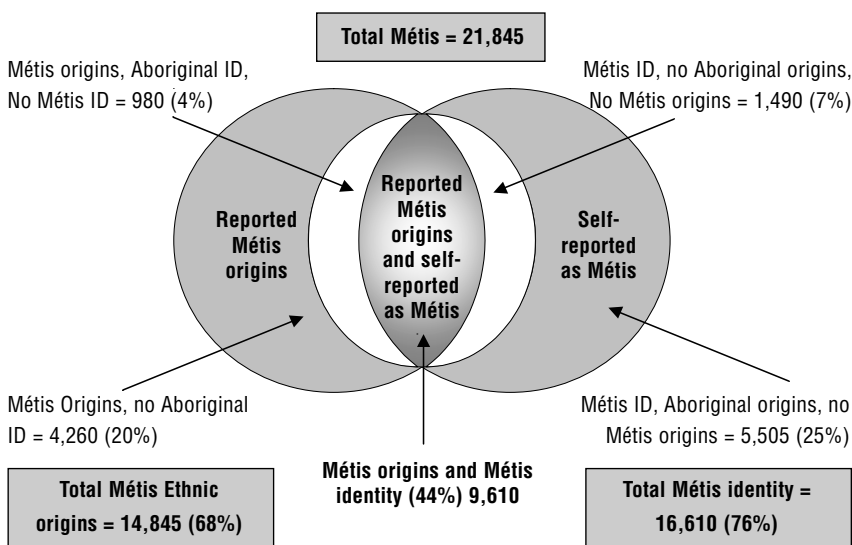 Total Métis = 21,845
Métis origins, Aboriginal ID,
No Métis ID = 980 (4%)
Métis ID, no Aboriginal origins,
No Métis origins = 1,490 (7%)
Reported
Métis
origins
Reported
Métis
origins
and self-
reported
as Métis
Self-
reported
as Métis
Métis Origins, no Aboriginal
ID = 4,260 (20%)
Métis ID, Aboriginal origins, no
Métis origins = 5,505 (25%)
Métis origins and Métis
identity (44%) 9,610
Total Métis Ethnic
origins = 14,845 (68%)
Total Métis identity =
16,610 (76%)